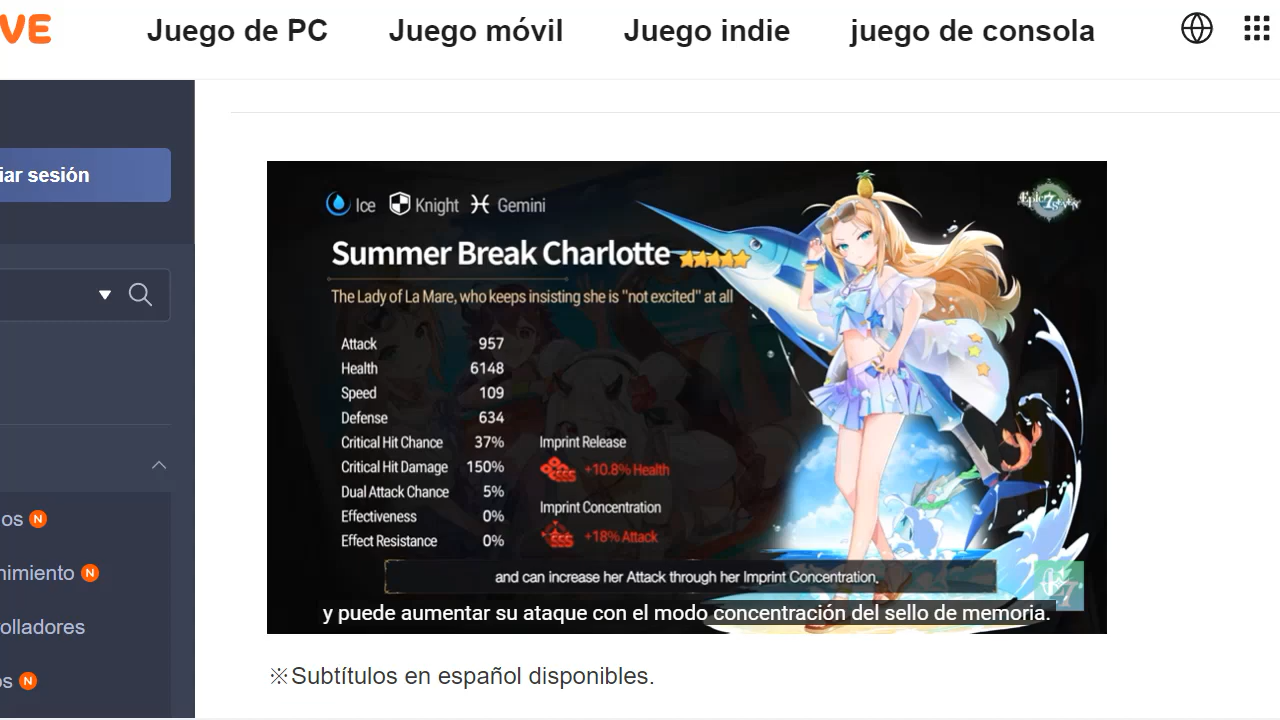 VE
Juego de PC
Juego móvil
Juego indie
juego de consola
iar sesión
os N
nimiento N
olladores
os N
Ice Knight Gemini
Epic 7 Seven
Summer Break Charlotte
The Lady of La Mare, who keeps insisting she is "not excited" at all
Attack 957
Health 6148
Speed 109
Defense 634
Critical Hit Chance 37%
Critical Hit Damage 150%
Dual Attack Chance 5%
Effectiveness 0%
Effect Resistance 0%
Imprint Release
SSS +10.8% Health
Imprint Concentration
SSS +18% Attack
and can increase her Attack through her Imprint Concentration.
y puede aumentar su ataque con el modo concentración del sello de memoria.
※Subtítulos en español disponibles.